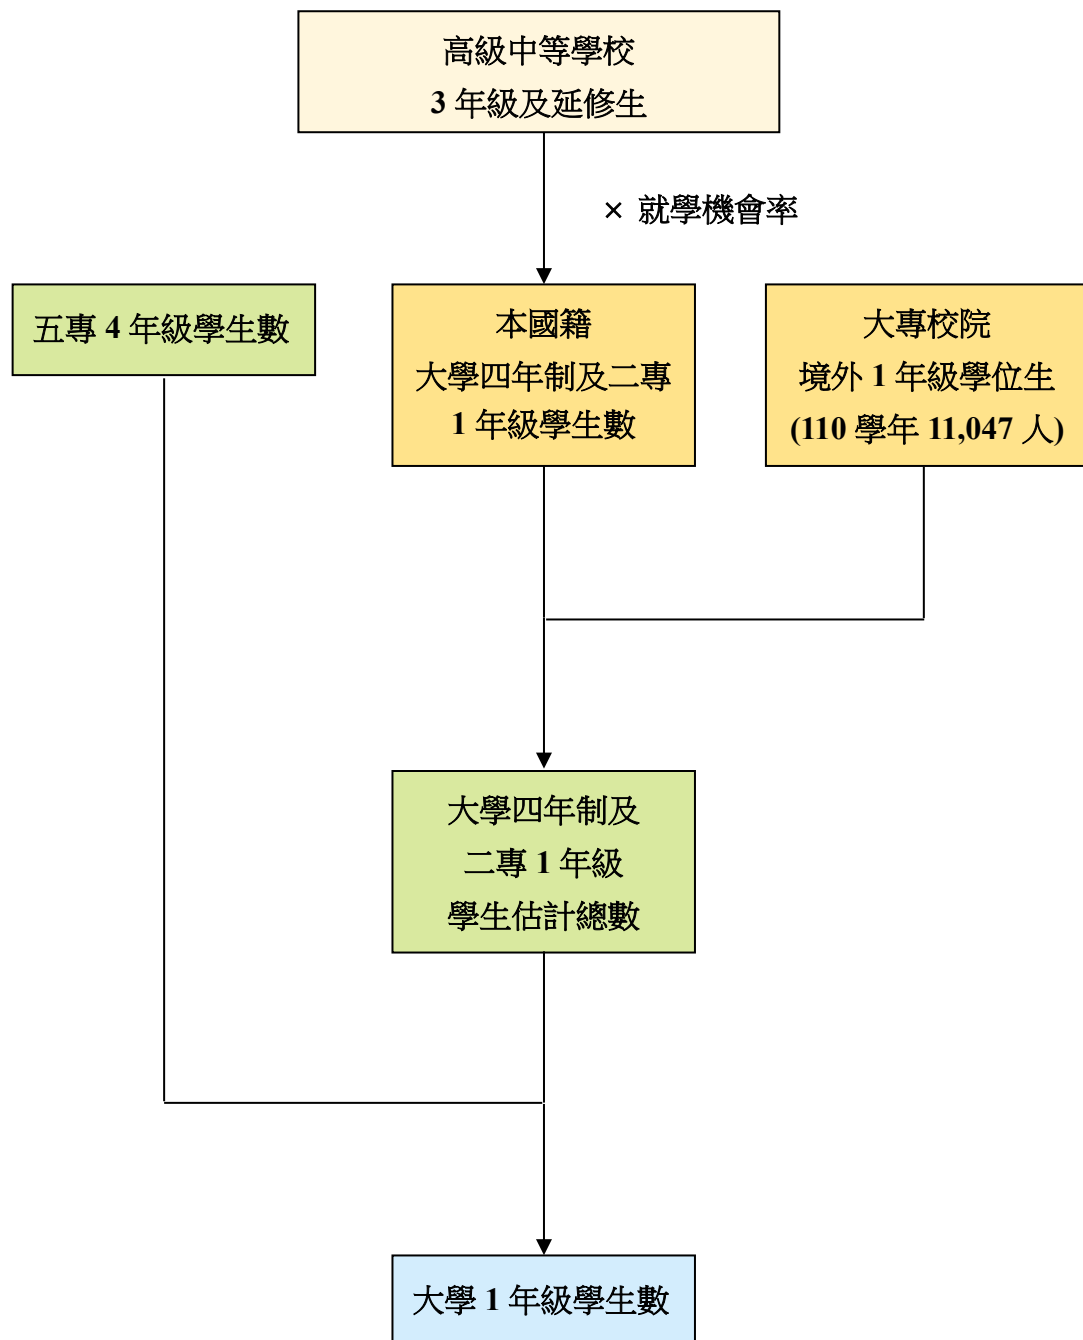 高級中等學校
3 年級及延修生
× 就學機會率
五專 4 年級學生數
本國籍
大學四年制及二專
1 年級學生數
大專校院
境外 1 年級學位生
(110 學年 11,047 人)
大學四年制及
二專 1 年級
學生估計總數
大學 1 年級學生數